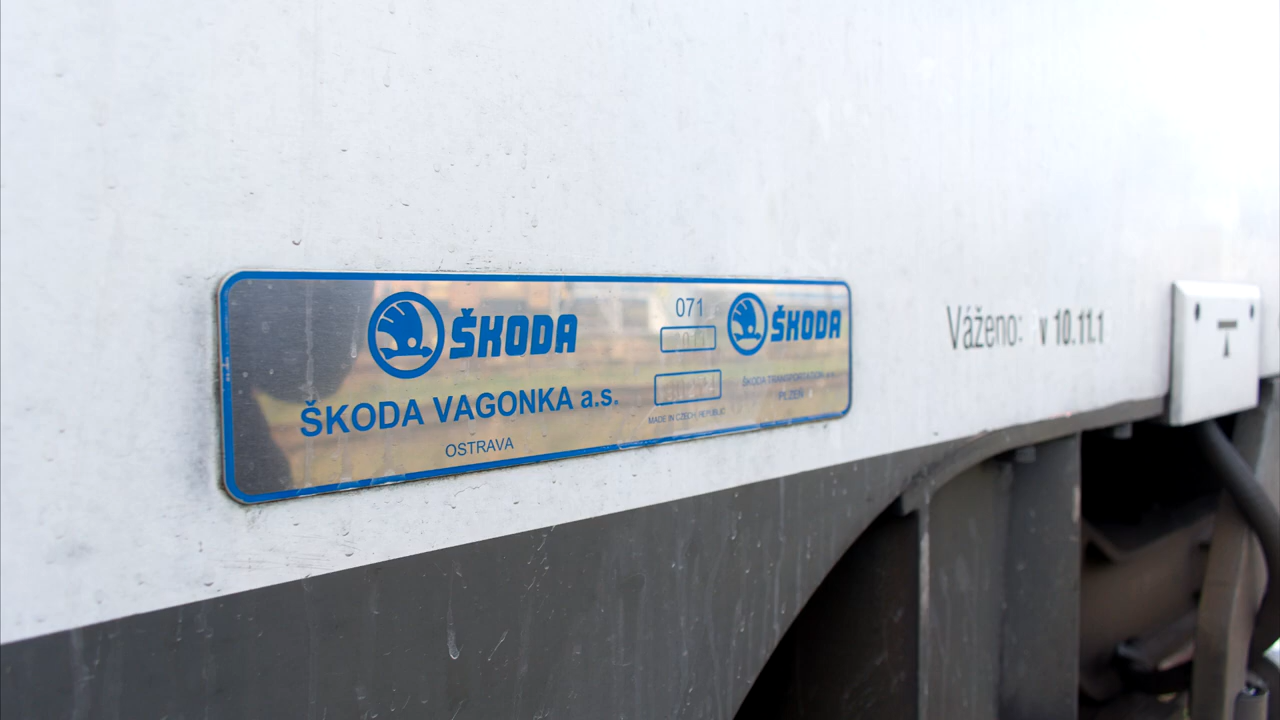 ŠKODA
ŠKODA VAGONKA a.s.
OSTRAVA
071
MADE IN CZECH REPUBLIC
ŠKODA
ŠKODA TRANSPORTATION a.s.
PLZEŇ
Váženo: v 10.11.1